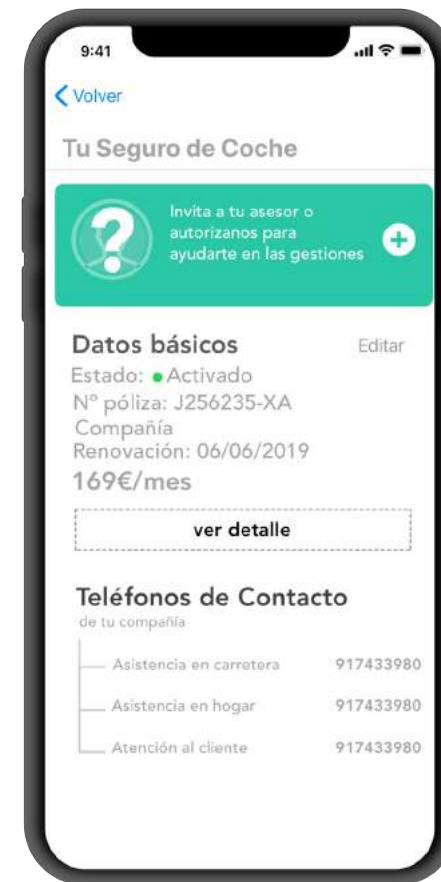 9:41
Volver
Tu Seguro de Coche
?
Invita a tu asesor o
autorizanos para
ayudarte en las gestiones
Datos básicos
Editar
Estado: Activado
Nº póliza: J256235-XA
Compañía
Renovación: 06/06/2019
169€/mes
ver detalle
Teléfonos de Contacto
de tu compañia
Asistencia en carretera 917433980
Asistencia en hogar 917433980
Atención al cliente 917433980